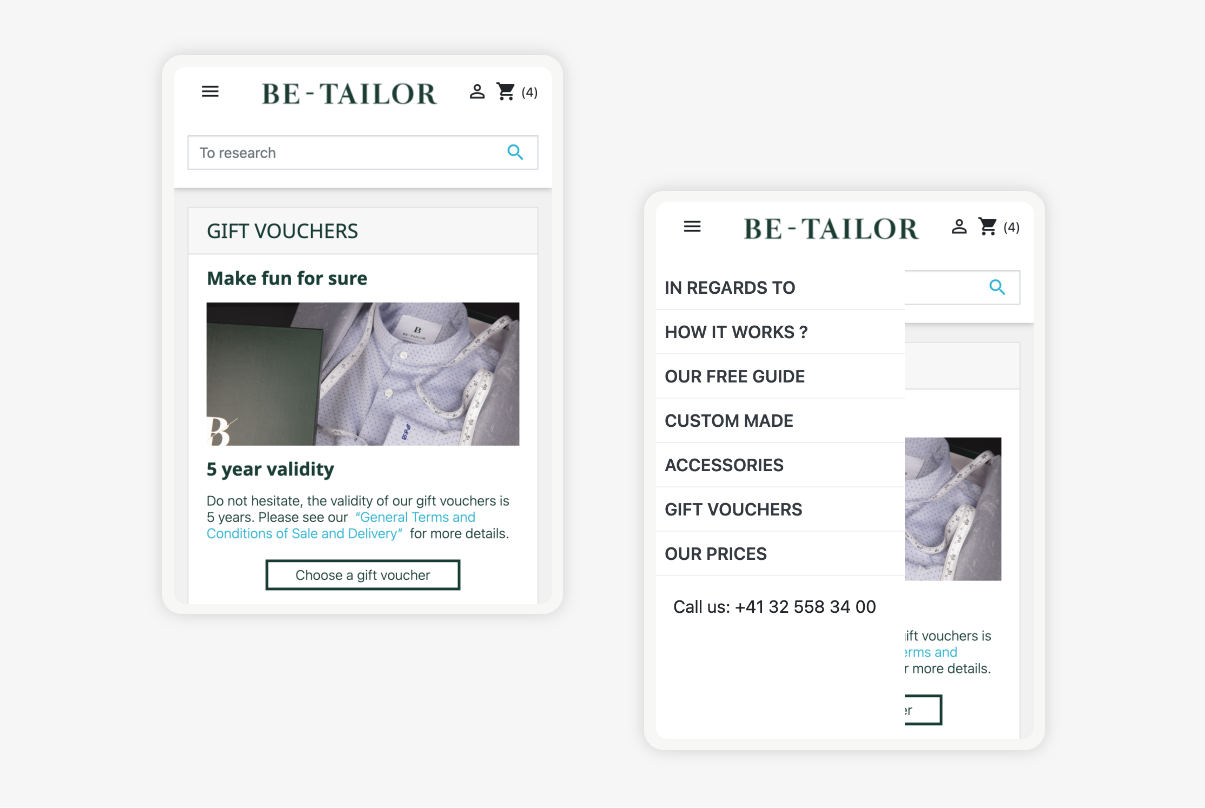 BE - TAILOR
(4)
To research
GIFT VOUCHERS
Make fun for sure
B
BE-TAILOR
B
5 year validity
Do not hesitate, the validity of our gift vouchers is
5 years. Please see our “General Terms and
Conditions of Sale and Delivery” for more details.
Choose a gift voucher
BE - TAILOR
(4)
IN REGARDS TO
HOW IT WORKS ?
OUR FREE GUIDE
CUSTOM MADE
ACCESSORIES
GIFT VOUCHERS
OUR PRICES
Call us: +41 32 558 34 00
gift vouchers is
erms and
r more details.
er